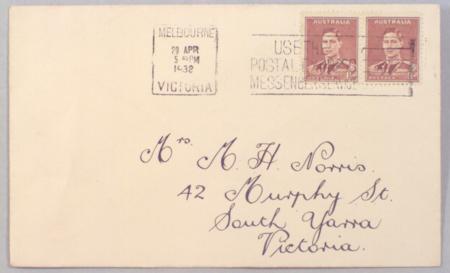 MELBOURNE
29 APR
PM
1938
VICTORIA
USE
POSTAL
MESSENGER SERVICE
AUSTRALIA
AUSTRALIA
Mrs. M. H. Norris.
42 Murphy St.
South Yarra
Victoria.